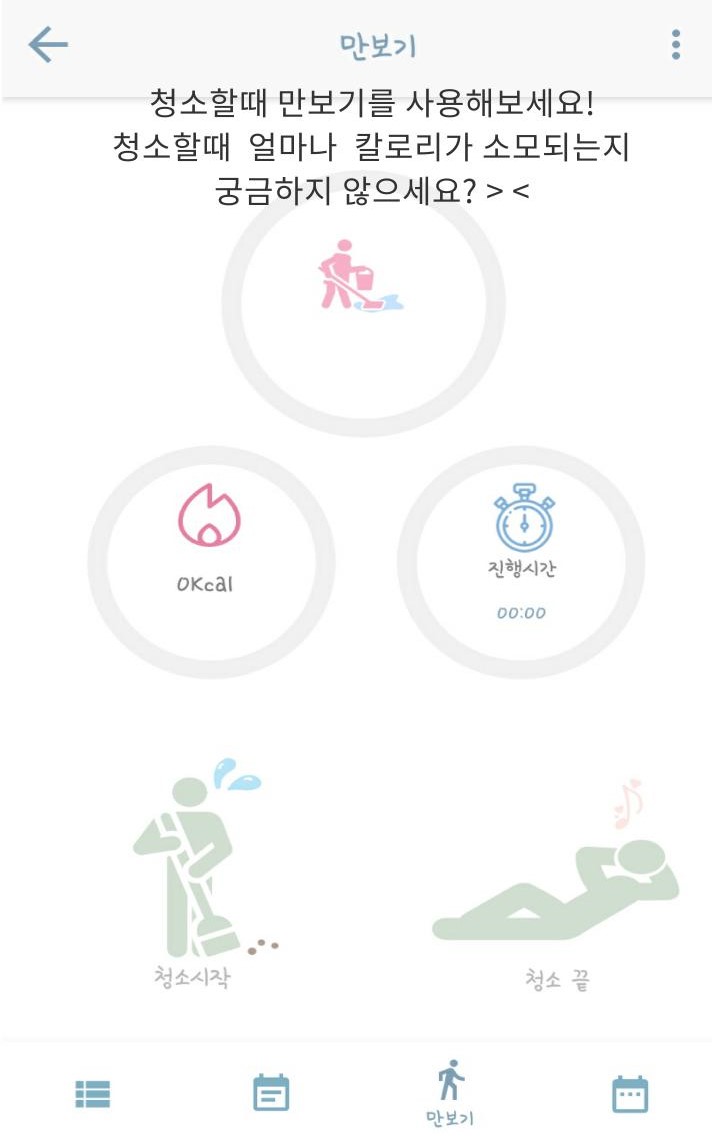 만보기
청소할때 만보기를 사용해보세요!
청소할때 얼마나 칼로리가 소모되는지
궁금하지 않으세요? > <
0Kcal
진행시간
00:00
청소시작
청소 끝
만보기